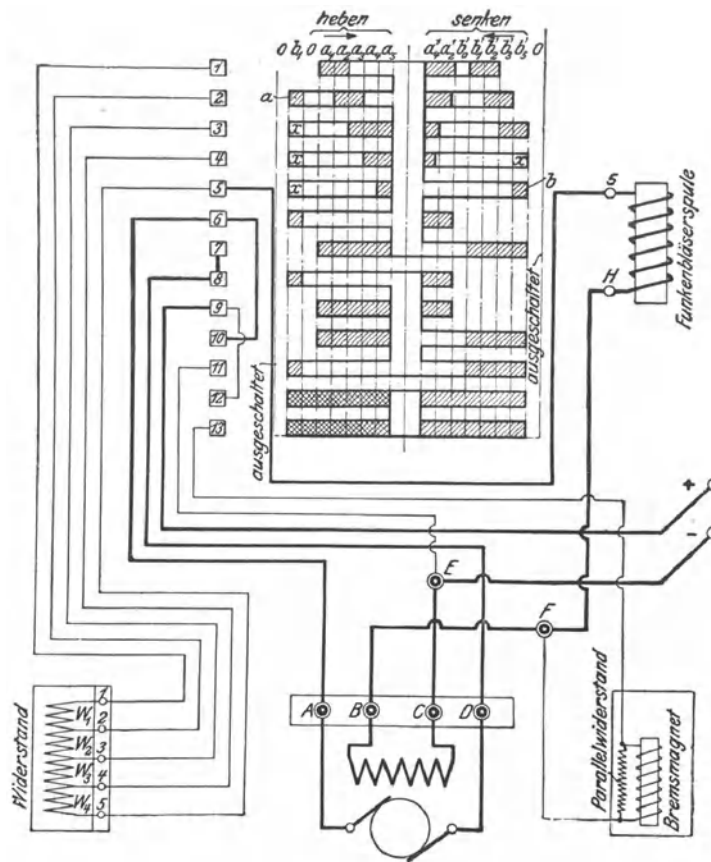 heben
senken
0 b₁ 0 a₁ a₂ a₃ a₄ a₅
a'₁ a'₂ b'₀ b'₁ b'₂ b'₃ b'₅ 0
1
2
a
3
x
4
x
x
5
x
b
6
7
8
9
10
11
12
13
ausgeschaltet
ausgeschaltet
G
H
Funkenbläserspule
+
-
E
F
A
B
C
D
Widerstand
1
W₁
2
W₂
3
W₃
4
W₄
5
Parallelwiderstand
Bremsmagnet